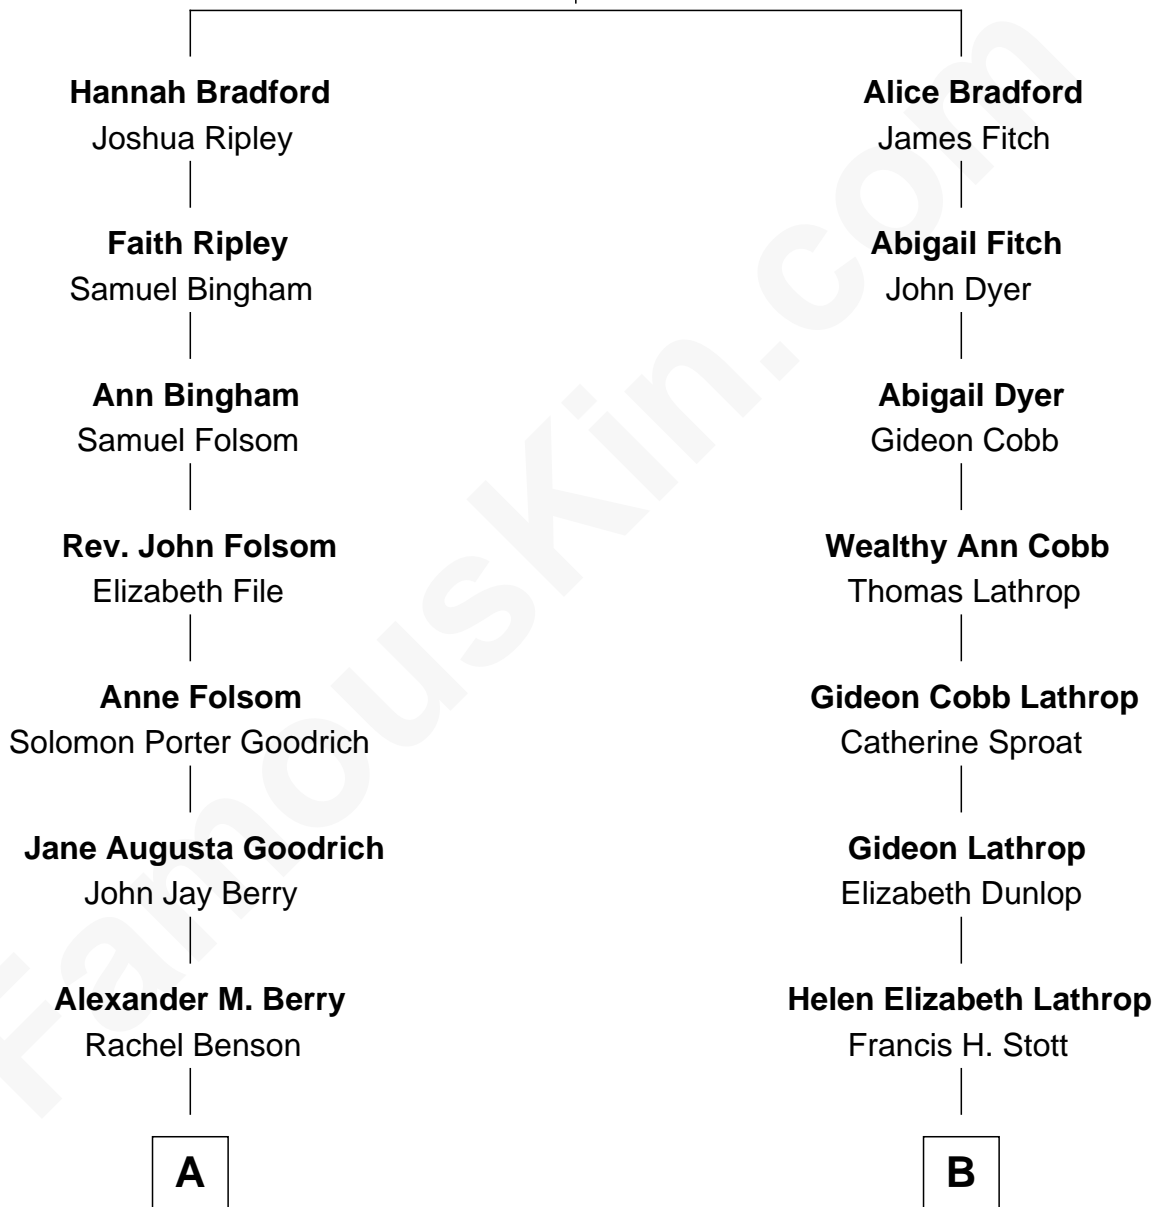 Hannah Bradford
Joshua Ripley
Alice Bradford
James Fitch
Faith Ripley
Samuel Bingham
Abigail Fitch
John Dyer
Ann Bingham
Samuel Folsom
Abigail Dyer
Gideon Cobb
Rev. John Folsom
Elizabeth File
Wealthy Ann Cobb
Thomas Lathrop
Anne Folsom
Solomon Porter Goodrich
Gideon Cobb Lathrop
Catherine Sproat
Jane Augusta Goodrich
John Jay Berry
Gideon Lathrop
Elizabeth Dunlop
Alexander M. Berry
Rachel Benson
Helen Elizabeth Lathrop
Francis H. Stott
A
B
FamousKin.com